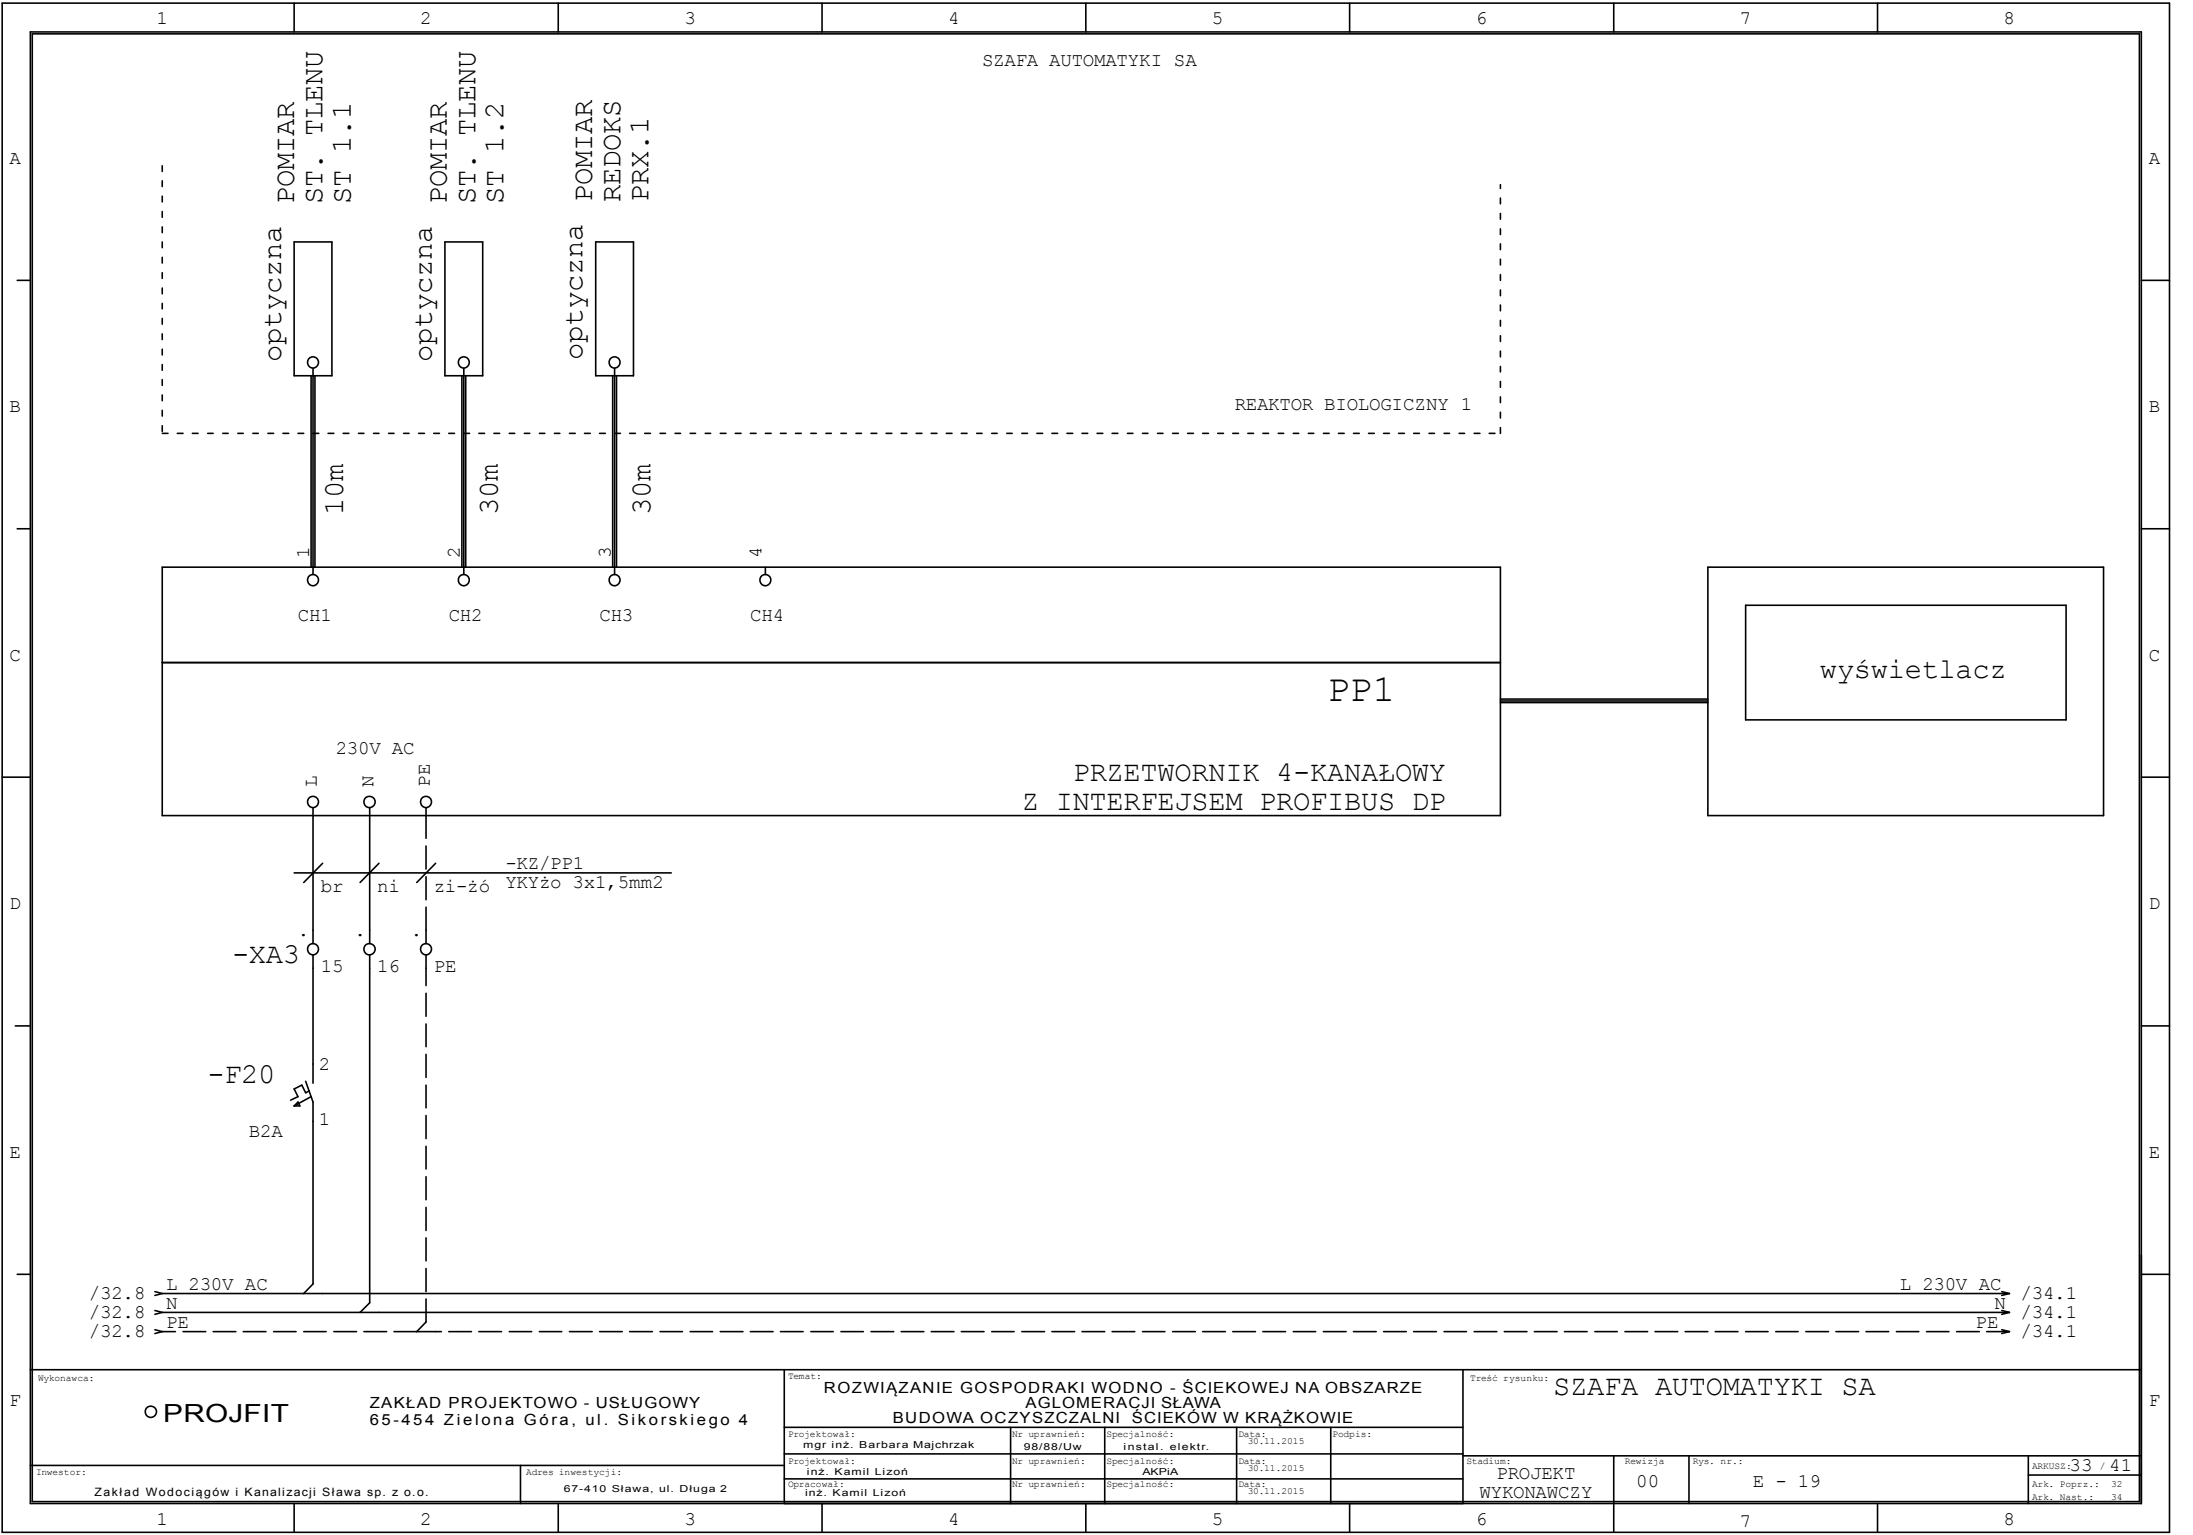 1 2 3 4 5 6 7 8
SZAFA AUTOMATYKI SA
A
A
POMIAR
ST. TLENU
ST 1.1
POMIAR
ST. TLENU
ST 1.2
POMIAR
REDOKS
PRX.1
optyczna
optyczna
optyczna
B
REAKTOR BIOLOGICZNY 1
B
10m
30m
30m
1
2
3
4
CH1
CH2
CH3
CH4
C
C
PP1
wyświetlacz
230V AC
L
N
PE
PRZETWORNIK 4-KANAŁOWY
Z INTERFEJSEM PROFIBUS DP
-KZ/PP1
YKYżo 3x1,5mm2
br
ni
zi-żó
D
D
-XA3
15
16
PE
-F20
2
1
B2A
E
E
L 230V AC
/32.8
N
/32.8
PE
/32.8
L 230V AC
/34.1
N
/34.1
PE
/34.1
F
F
Wykonawca:
PROJFIT
ZAKŁAD PROJEKTOWO - USŁUGOWY
65-454 Zielona Góra, ul. Sikorskiego 4
Inwestor:
Zakład Wodociągów i Kanalizacji Sława sp. z o.o.
Adres inwestycji:
67-410 Sława, ul. Długa 2
Temat:
ROZWIĄZANIE GOSPODRAKI WODNO - ŚCIEKOWEJ NA OBSZARZE
AGLOMERACJI SŁAWA
BUDOWA OCZYSZCZALNI ŚCIEKÓW W KRĄŻKOWIE
Projektował: Nr uprawnień: Specjalność: Data: Podpis:
mgr inż. Barbara Majchrzak 98/88/Uw instal. elektr. 30.11.2015
Projektował: Nr uprawnień: Specjalność: Data:
inż. Kamil Lizoń AKPiA 30.11.2015
Opracował: Nr uprawnień: Specjalność: Data:
inż. Kamil Lizoń 30.11.2015
Treść rysunku:
SZAFA AUTOMATYKI SA
Stadium:
PROJEKT
WYKONAWCZY
Rewizja
00
Rys. nr.:
E - 19
ARKUSZ: 33 / 41
Ark. Poprz.: 32
Ark. Nast.: 34
1 2 3 4 5 6 7 8